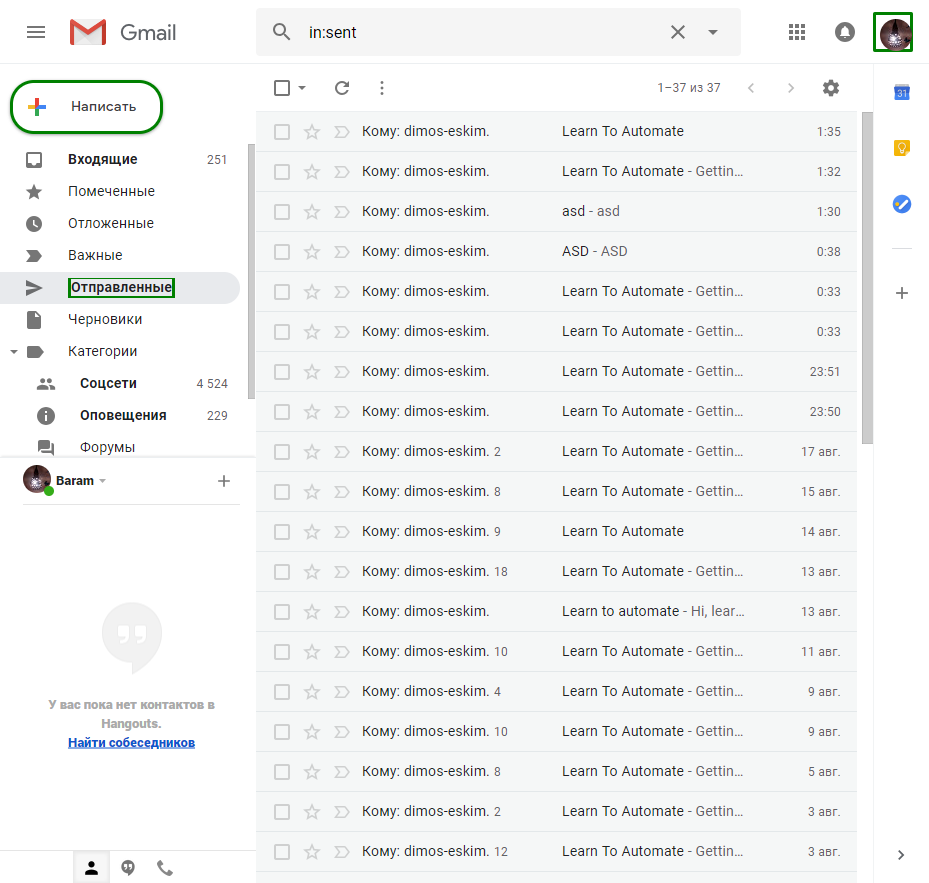 Gmail
in:sent
Написать
1–37 из 37
31
Входящие 251
Помеченные
Отложенные
Важные
Отправленные
Черновики
Категории
Соцсети 4 524
Оповещения 229
Форумы
Baram
У вас пока нет контактов в
Hangouts.
Найти собеседников
Кому: dimos-eskim. Learn To Automate 1:35
Кому: dimos-eskim. Learn To Automate - Gettin... 1:32
Кому: dimos-eskim. asd - asd 1:30
Кому: dimos-eskim. ASD - ASD 0:38
Кому: dimos-eskim. Learn To Automate - Gettin... 0:33
Кому: dimos-eskim. Learn To Automate - Gettin... 0:33
Кому: dimos-eskim. Learn To Automate - Gettin... 23:51
Кому: dimos-eskim. Learn To Automate - Gettin... 23:50
Кому: dimos-eskim. 2 Learn To Automate - Gettin... 17 авг.
Кому: dimos-eskim. 8 Learn To Automate - Gettin... 15 авг.
Кому: dimos-eskim. 9 Learn To Automate 14 авг.
Кому: dimos-eskim. 18 Learn To Automate - Gettin... 13 авг.
Кому: dimos-eskim. Learn to automate - Hi, lear... 13 авг.
Кому: dimos-eskim. 10 Learn To Automate - Gettin... 11 авг.
Кому: dimos-eskim. 4 Learn To Automate - Gettin... 9 авг.
Кому: dimos-eskim. 10 Learn To Automate - Gettin... 9 авг.
Кому: dimos-eskim. 8 Learn To Automate - Gettin... 5 авг.
Кому: dimos-eskim. 2 Learn To Automate - Gettin... 3 авг.
Кому: dimos-eskim. 12 Learn To Automate - Gettin... 3 авг.